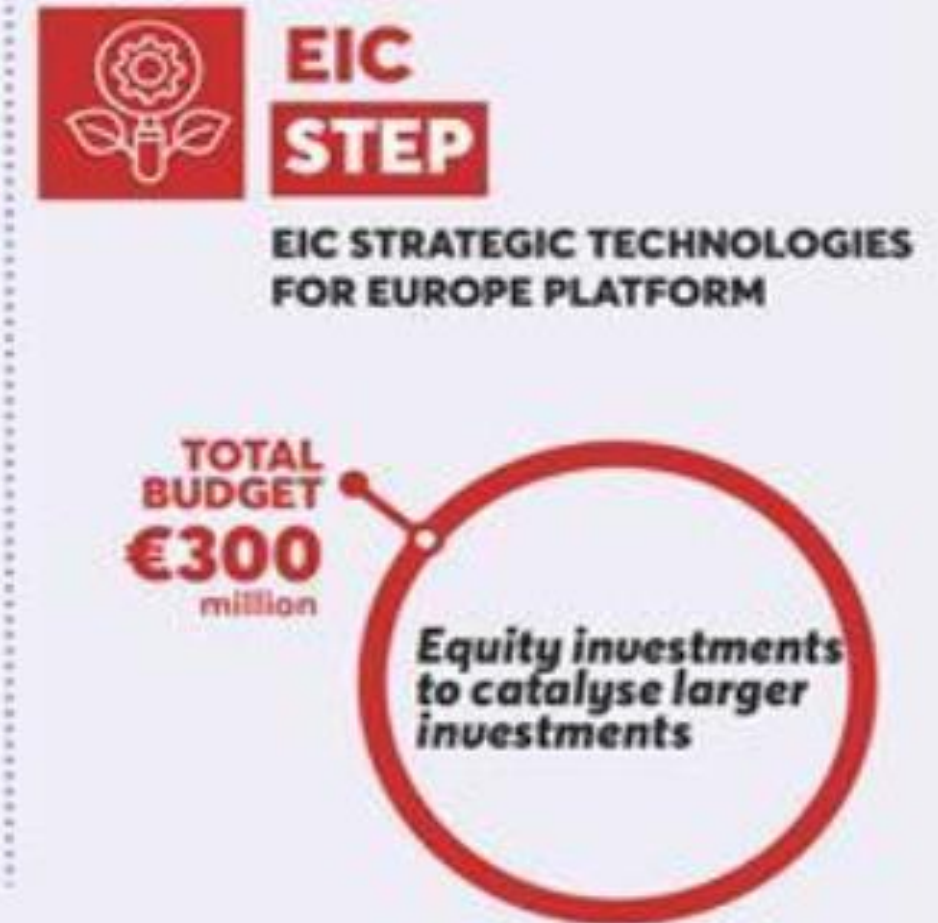 EIC
STEP
EIC STRATEGIC TECHNOLOGIES
FOR EUROPE PLATFORM
TOTAL
BUDGET
€300
million
Equity investments
to catalyse larger
investments